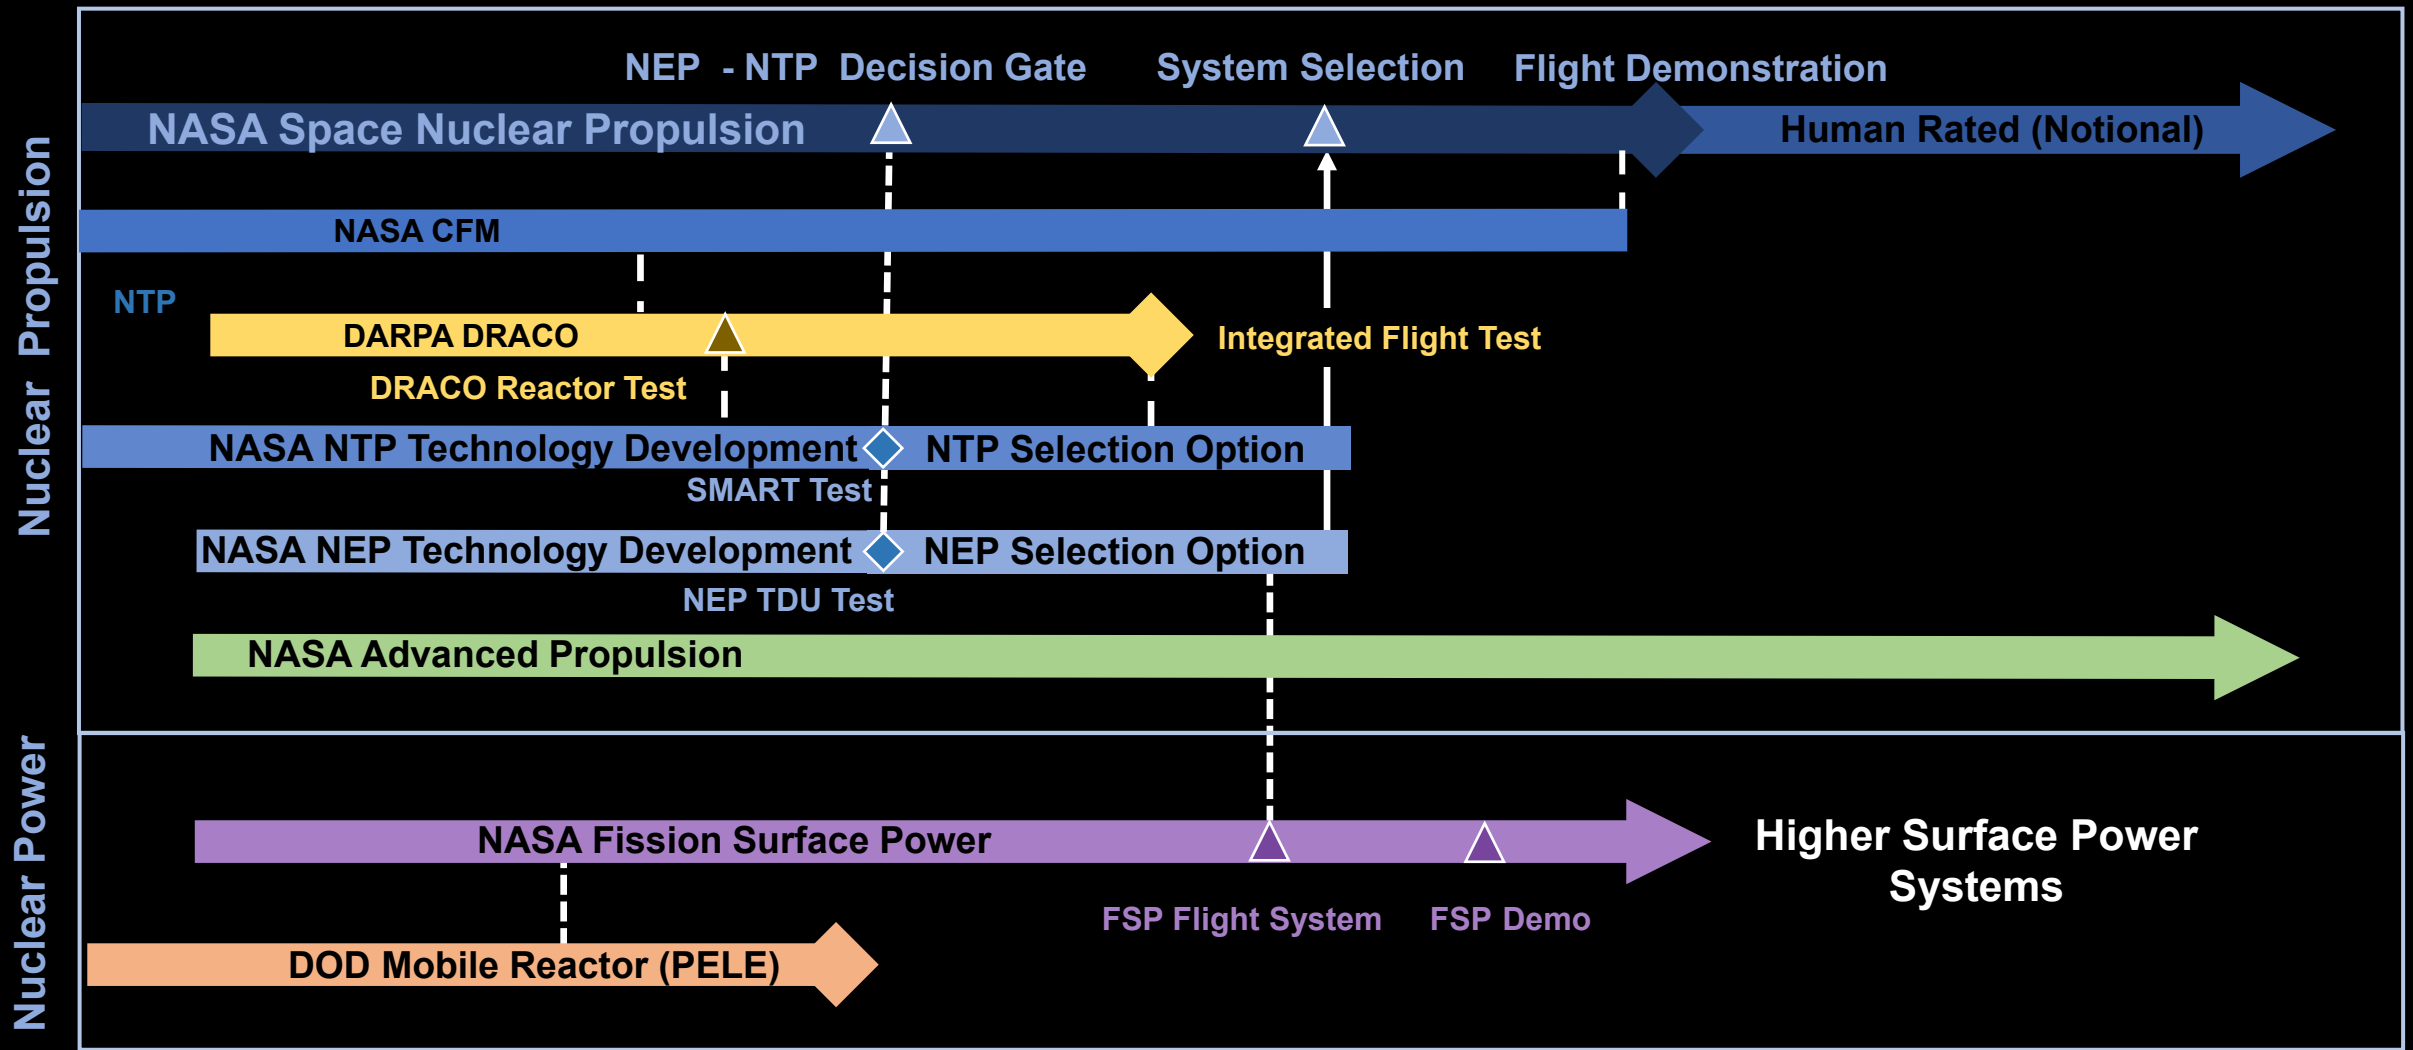 Nuclear Propulsion
NEP - NTP Decision Gate
System Selection
Flight Demonstration
NASA Space Nuclear Propulsion
Human Rated (Notional)
NASA CFM
NTP
DARPA DRACO
Integrated Flight Test
DRACO Reactor Test
NASA NTP Technology Development
NTP Selection Option
SMART Test
NASA NEP Technology Development
NEP Selection Option
NEP TDU Test
NASA Advanced Propulsion
Nuclear Power
NASA Fission Surface Power
Higher Surface Power
Systems
FSP Flight System
FSP Demo
DOD Mobile Reactor (PELE)